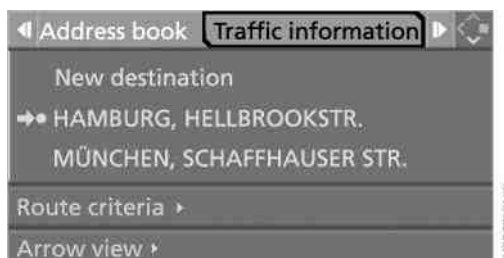 Address book Traffic information
New destination
HAMBURG, HELLBROOKSTR.
MÜNCHEN, SCHAFFHAUSER STR.
Route criteria
Arrow view